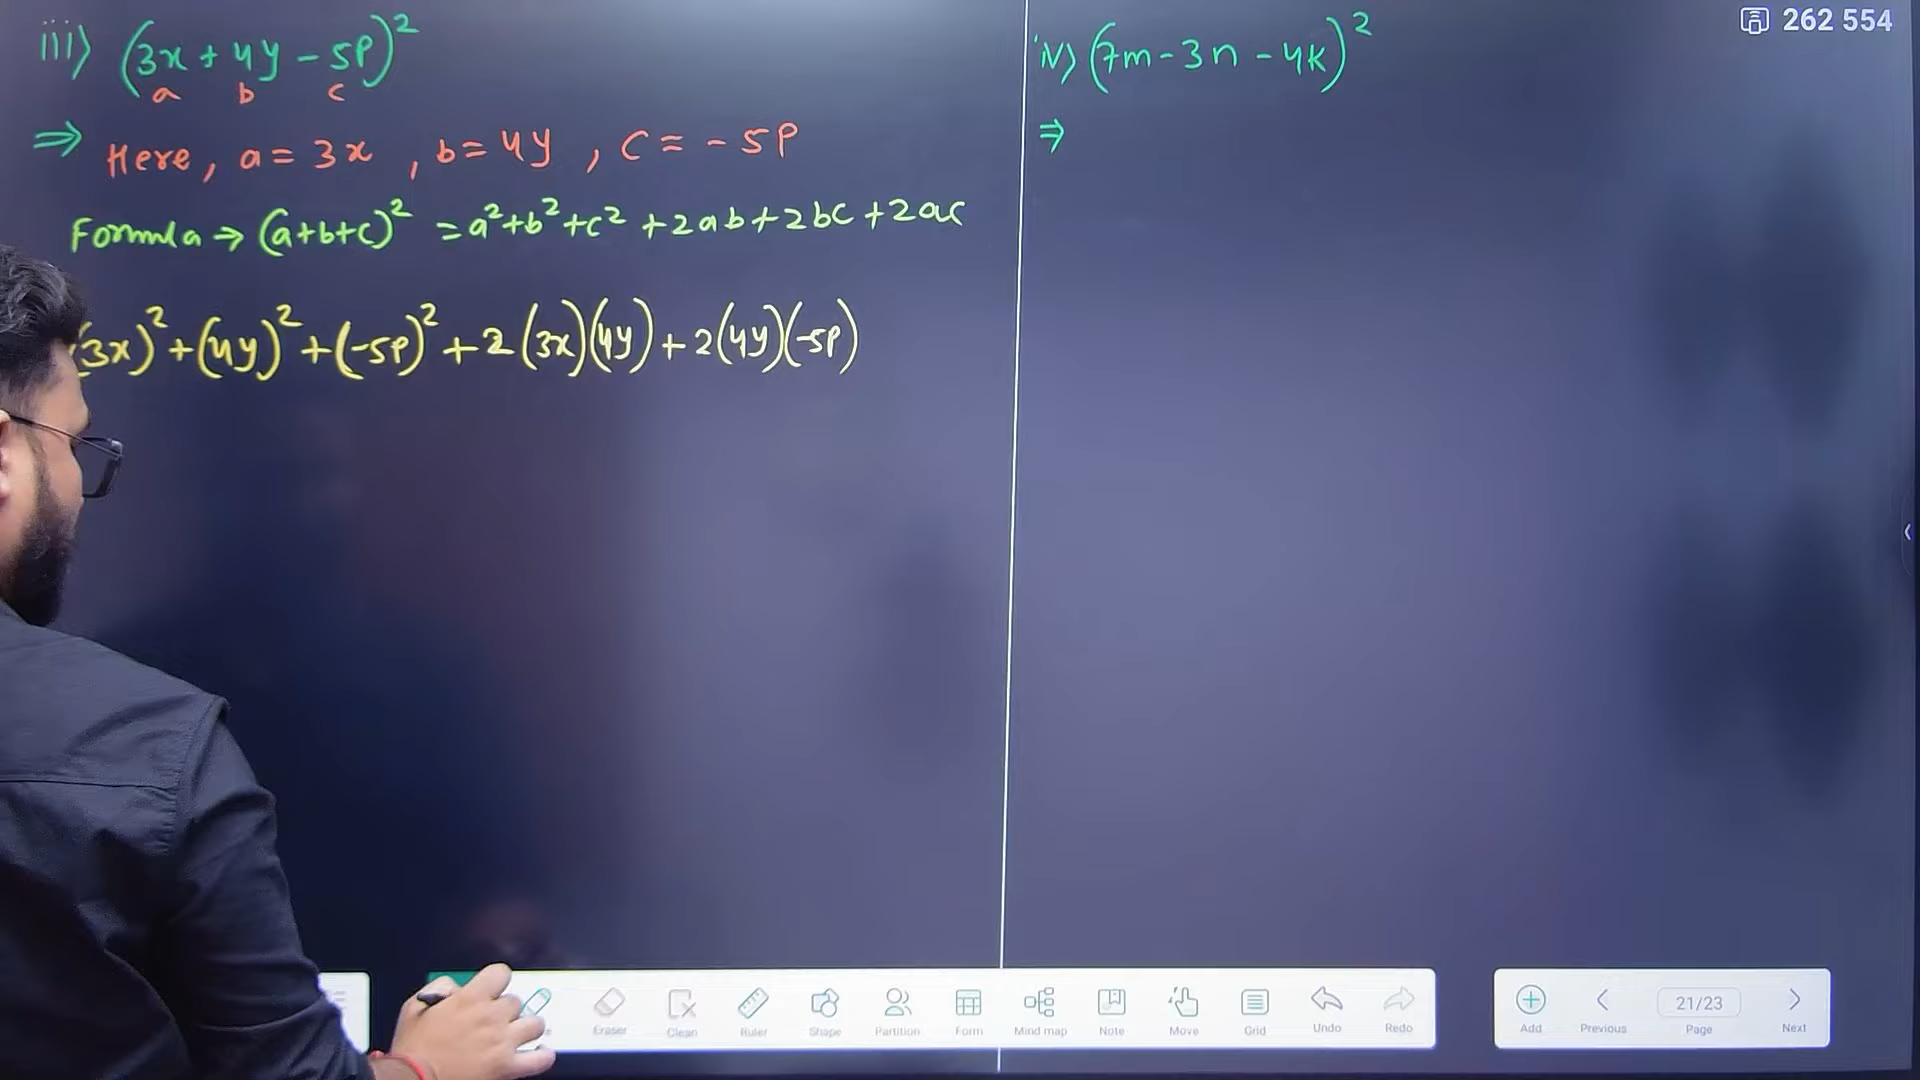 iii) (3x + 4y - 5p)²
a b c
⇒ Here, a = 3x , b = 4y , c = - 5p
Formula → (a+b+c)² = a²+b²+c² +2ab+2bc+2ac
(3x)² + (4y)² + (-5p)² + 2(3x)(4y) + 2(4y)(-5p)
262 554
iv) (7m - 3n - 4k)²
⇒
Eraser Clean Ruler Shape Partition Form Mind map Note Move Grid Undo Redo
Add Previous 21/23 Page Next